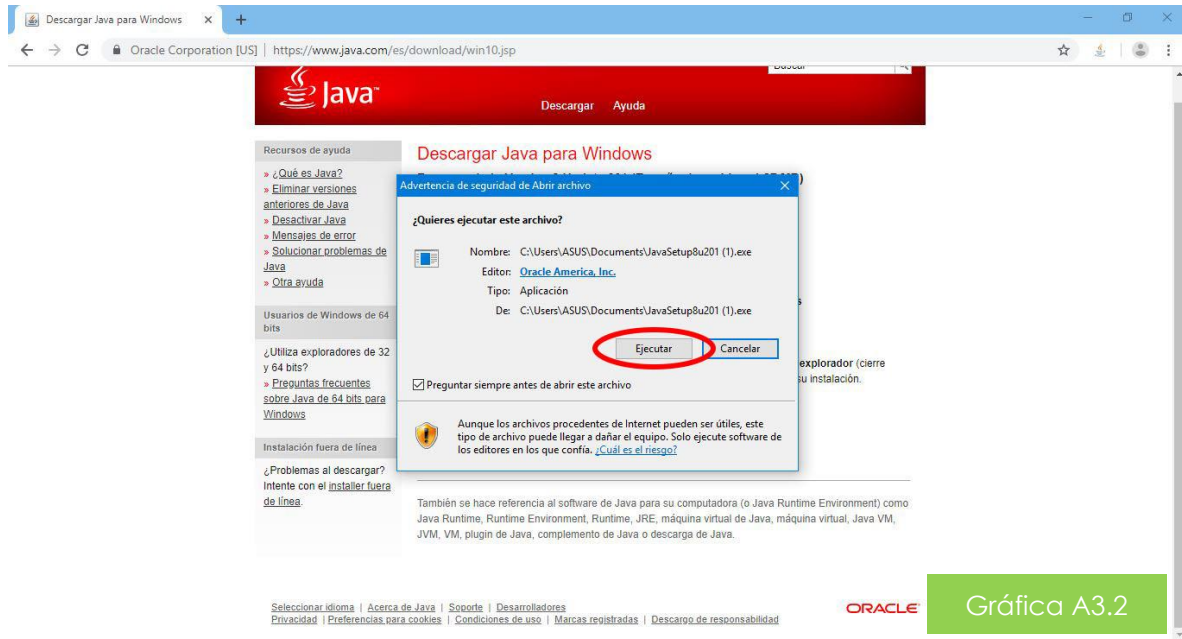 Descargar Java para Windows
Oracle Corporation [US] | https://www.java.com/es/download/win10.jsp
Buscar
Java™
Descargar Ayuda
Recursos de ayuda
» ¿Qué es Java?
» Eliminar versiones
anteriores de Java
» Desactivar Java
» Mensajes de error
» Solucionar problemas de
Java
» Otra ayuda
Usuarios de Windows de 64
bits
¿Utiliza exploradores de 32
y 64 bits?
» Preguntas frecuentes
sobre Java de 64 bits para
Windows
Instalación fuera de línea
¿Problemas al descargar?
Intente con el installer fuera
de línea.
Descargar Java para Windows
Advertencia de seguridad de Abrir archivo
¿Quieres ejecutar este archivo?
Nombre: C:\Users\ASUS\Documents\JavaSetup8u201 (1).exe
Editor: Oracle America, Inc.
Tipo: Aplicación
De: C:\Users\ASUS\Documents\JavaSetup8u201 (1).exe
Ejecutar Cancelar
Preguntar siempre antes de abrir este archivo
Aunque los archivos procedentes de Internet pueden ser útiles, este
tipo de archivo puede llegar a dañar el equipo. Solo ejecute software de
los editores en los que confía. ¿Cuál es el riesgo?
explorador (cierre
su instalación.
También se hace referencia al software de Java para su computadora (o Java Runtime Environment) como
Java Runtime, Runtime Environment, Runtime, JRE, máquina virtual de Java, máquina virtual, Java VM,
JVM, VM, plugin de Java, complemento de Java o descarga de Java.
Seleccionar idioma | Acerca de Java | Soporte | Desarrolladores
Privacidad | Preferencias para cookies | Condiciones de uso | Marcas registradas | Descargo de responsabilidad
ORACLE
Gráfica A3.2